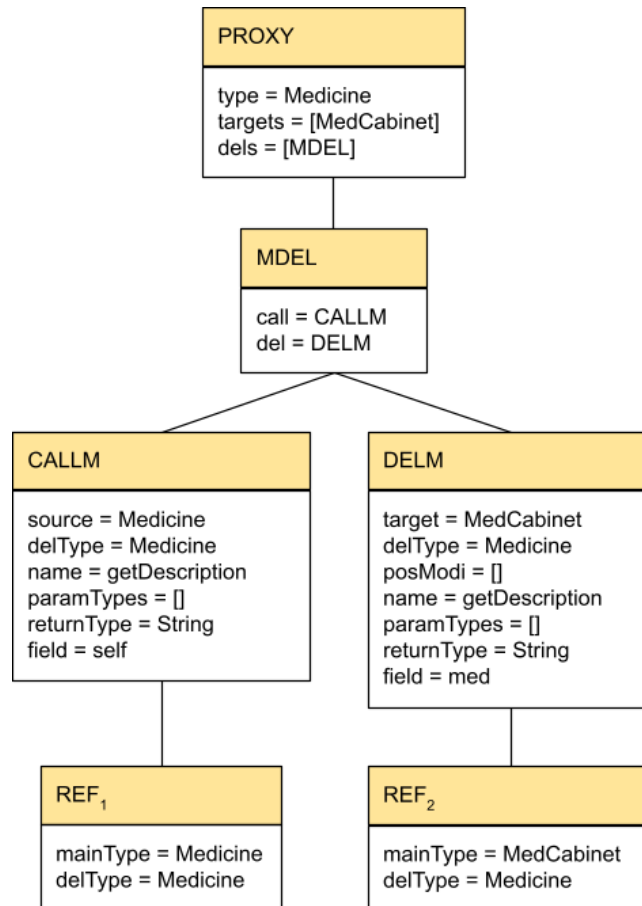 PROXY
type = Medicine
targets = [MedCabinet]
dels = [MDEL]
MDEL
call = CALLM
del = DELM
CALLM
source = Medicine
delType = Medicine
name = getDescription
paramTypes = []
returnType = String
field = self
DELM
target = MedCabinet
delType = Medicine
posModi = []
name = getDescription
paramTypes = []
returnType = String
field = med
REF₁
mainType = Medicine
delType = Medicine
REF₂
mainType = MedCabinet
delType = Medicine